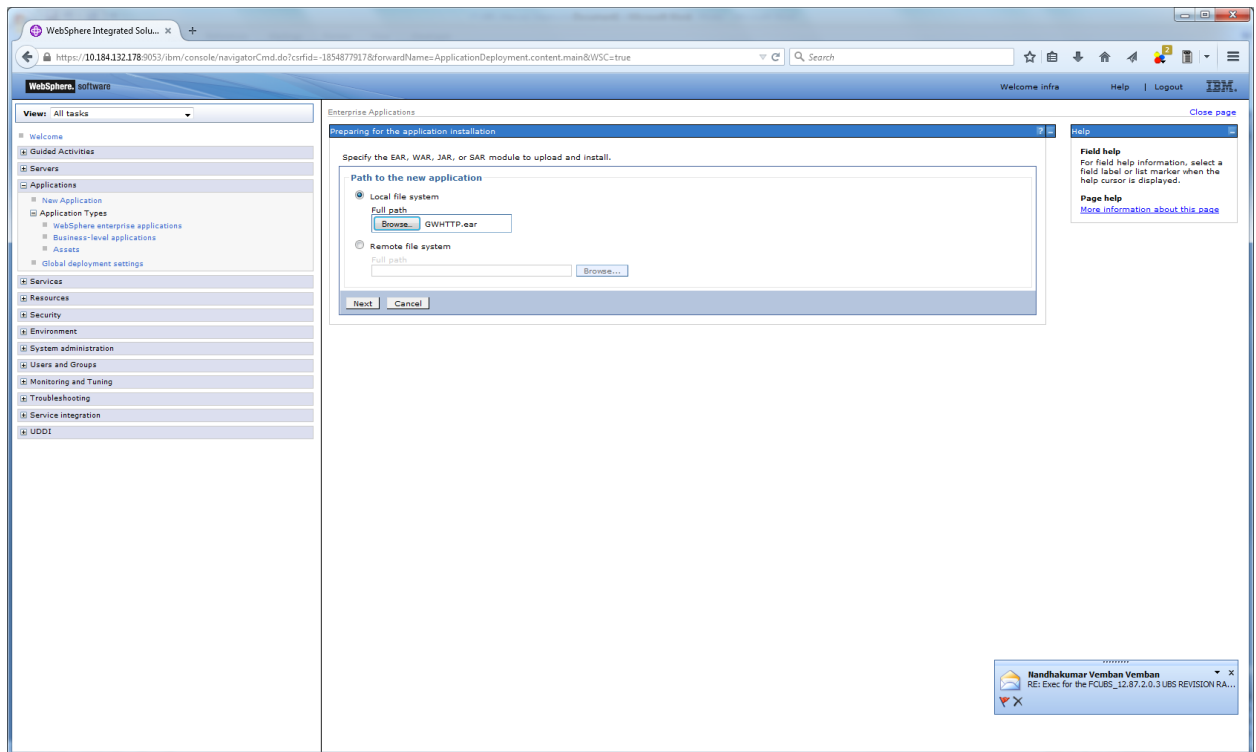 WebSphere Integrated Solu... × +
https://10.184.132.178:9053/ibm/console/navigatorCmd.do?csrfid=-1854877917&forwardName=ApplicationDeployment.content.main&WSC=true
Search
2
WebSphere. software
Welcome infra
Help | Logout
IBM.
View: All tasks
Welcome
Guided Activities
Servers
Applications
New Application
Application Types
WebSphere enterprise applications
Business-level applications
Assets
Global deployment settings
Services
Resources
Security
Environment
System administration
Users and Groups
Monitoring and Tuning
Troubleshooting
Service integration
UDDI
Enterprise Applications
Close page
Preparing for the application installation
? -
Specify the EAR, WAR, JAR, or SAR module to upload and install.
Path to the new application
Local file system
Full path
Browse... GWHTTP.ear
Remote file system
Full path
Browse...
Next Cancel
Help
Field help
For field help information, select a
field label or list marker when the
help cursor is displayed.
Page help
More information about this page
Nandhakumar Vemban Vemban
RE: Exec for the FCUBS_12.87.2.0.3 UBS REVISION RA...